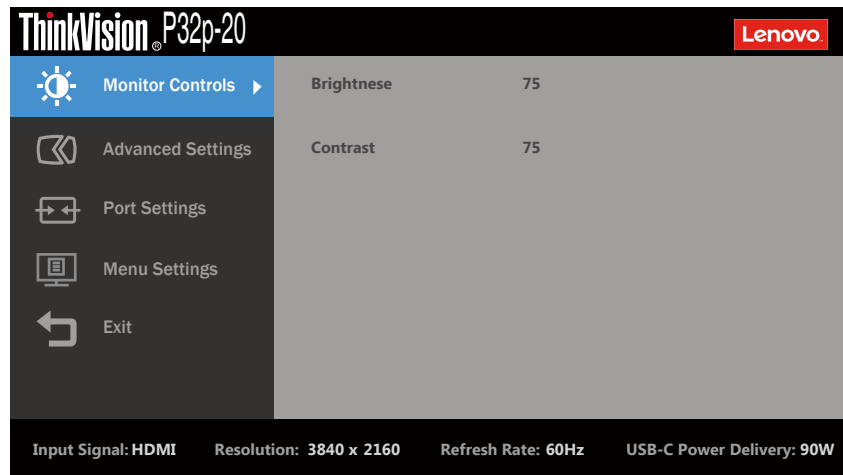 ThinkVision® P32p-20
Lenovo.
Monitor Controls
Brightnese 75
Advanced Settings
Contrast 75
Port Settings
Menu Settings
Exit
Input Signal: HDMI Resolution: 3840 x 2160 Refresh Rate: 60Hz USB-C Power Delivery: 90W